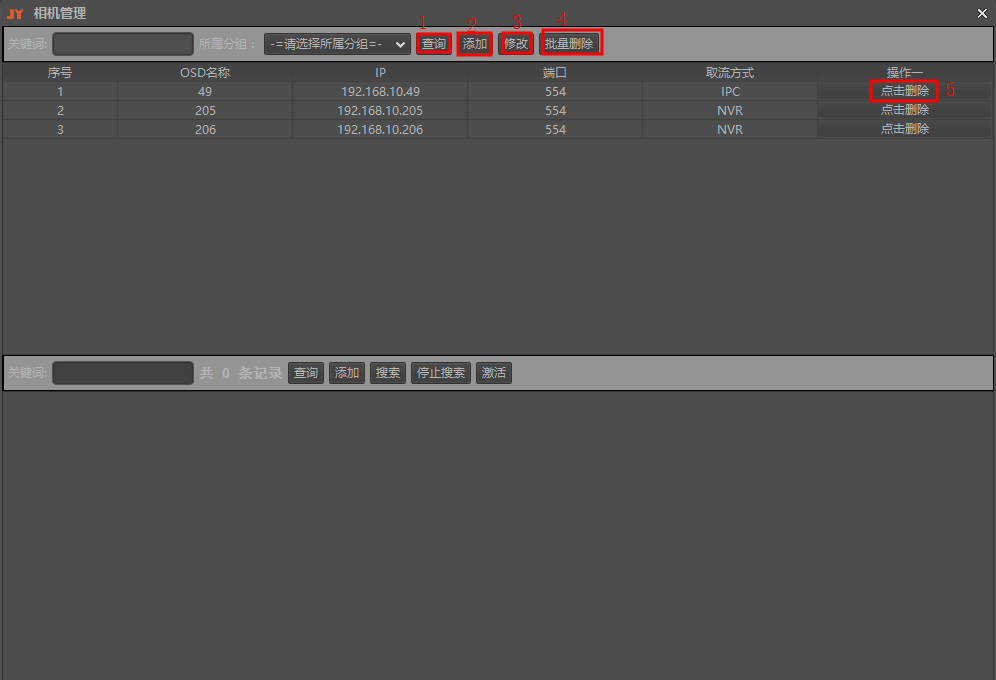 JY 相机管理
1 2 3 4
关键词: 所属分组： -=请选择所属分组=- 查询 添加 修改 批量删除
序号 OSD名称 IP 端口 取流方式 操作一
1 49 192.168.10.49 554 IPC 点击删除 5
2 205 192.168.10.205 554 NVR 点击删除
3 206 192.168.10.206 554 NVR 点击删除
关键词: 共 0 条记录 查询 添加 搜索 停止搜索 激活